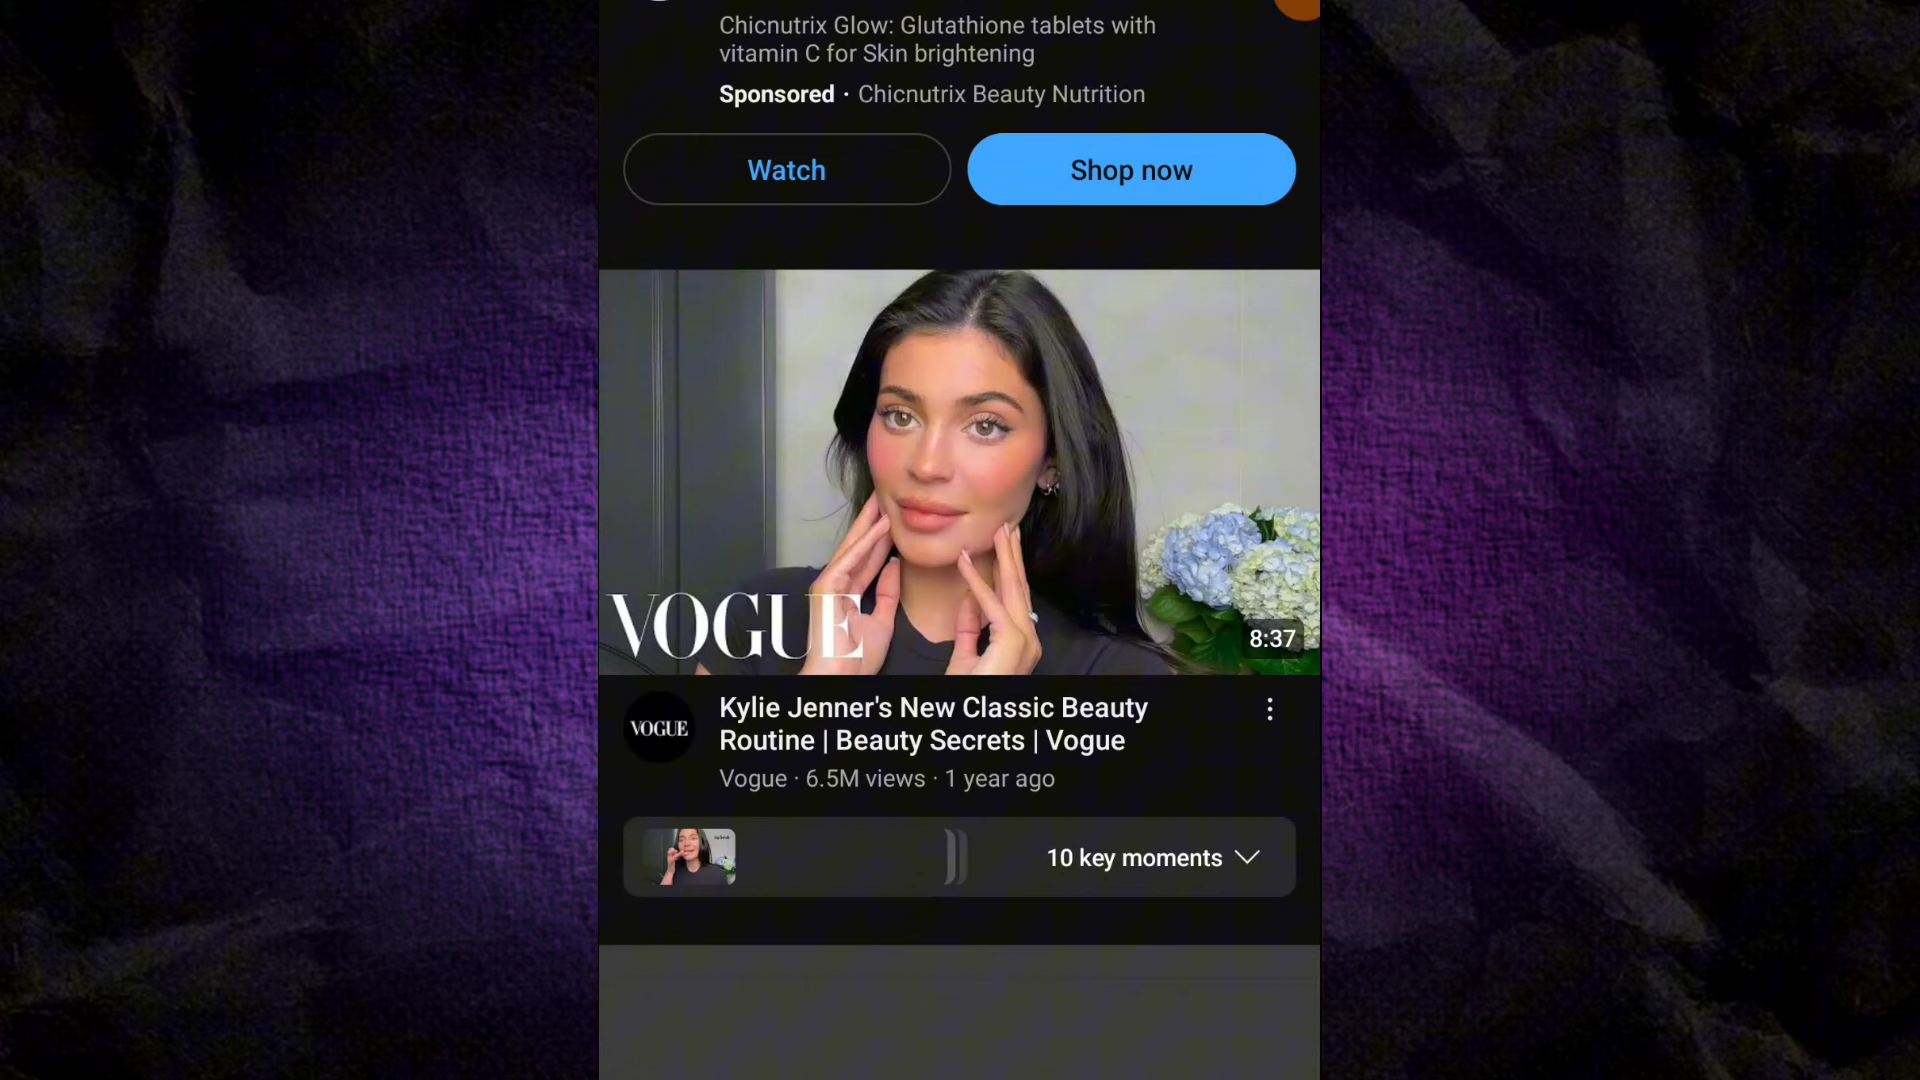 Chicnutrix Glow: Glutathione tablets with
vitamin C for Skin brightening
Sponsored · Chicnutrix Beauty Nutrition
Watch
Shop now
VOGUE
8:37
VOGUE
Kylie Jenner's New Classic Beauty
Routine | Beauty Secrets | Vogue
Vogue · 6.5M views · 1 year ago
10 key moments